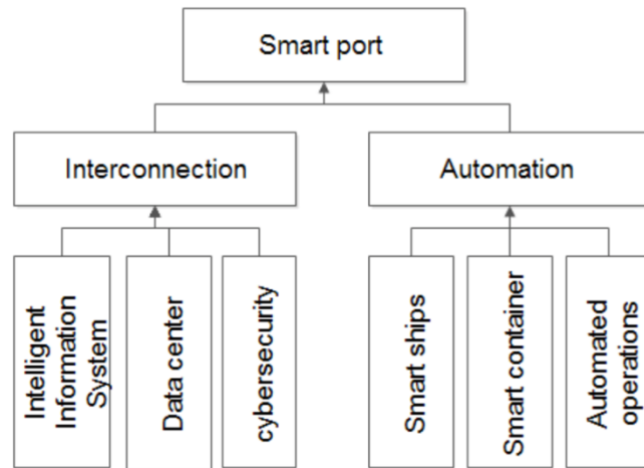 Smart port
Interconnection
Automation
Intelligent
Information
System
Data center
cybersecurity
Smart ships
Smart container
Automated
operations